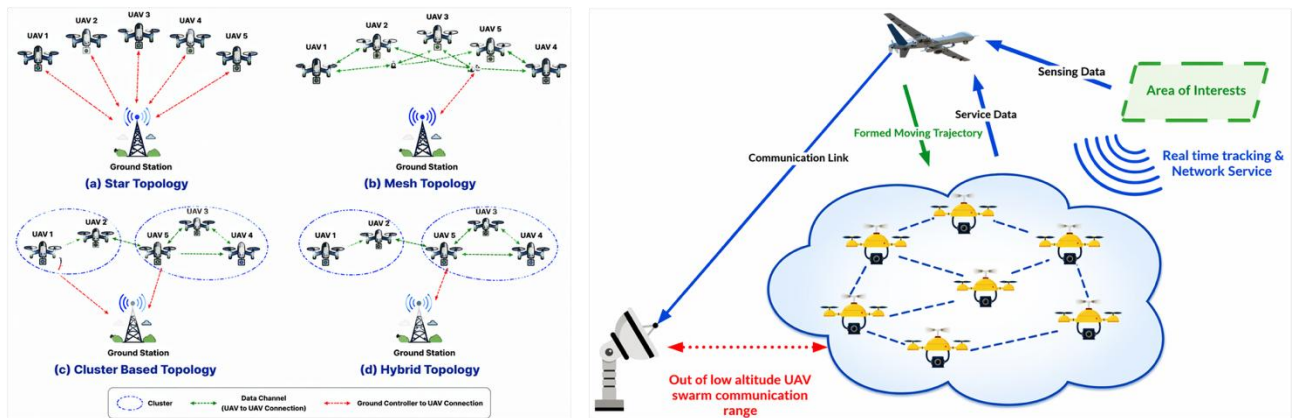 UAV 1
UAV 2
UAV 3
UAV 4
UAV 5
Ground Station
(a) Star Topology
UAV 1
UAV 2
UAV 3
UAV 5
UAV 4
Ground Station
(b) Mesh Topology
UAV 1
UAV 2
UAV 3
UAV 5
UAV 4
Ground Station
(c) Cluster Based Topology
UAV 1
UAV 2
UAV 3
UAV 5
UAV 4
Ground Station
(d) Hybrid Topology
Cluster
Data Channel
(UAV to UAV Connection)
Ground Controller to UAV Connection
Sensing Data
Area of Interests
Service Data
Formed Moving Trajectory
Communication Link
Real time tracking &
Network Service
Out of low altitude UAV
swarm communication
range